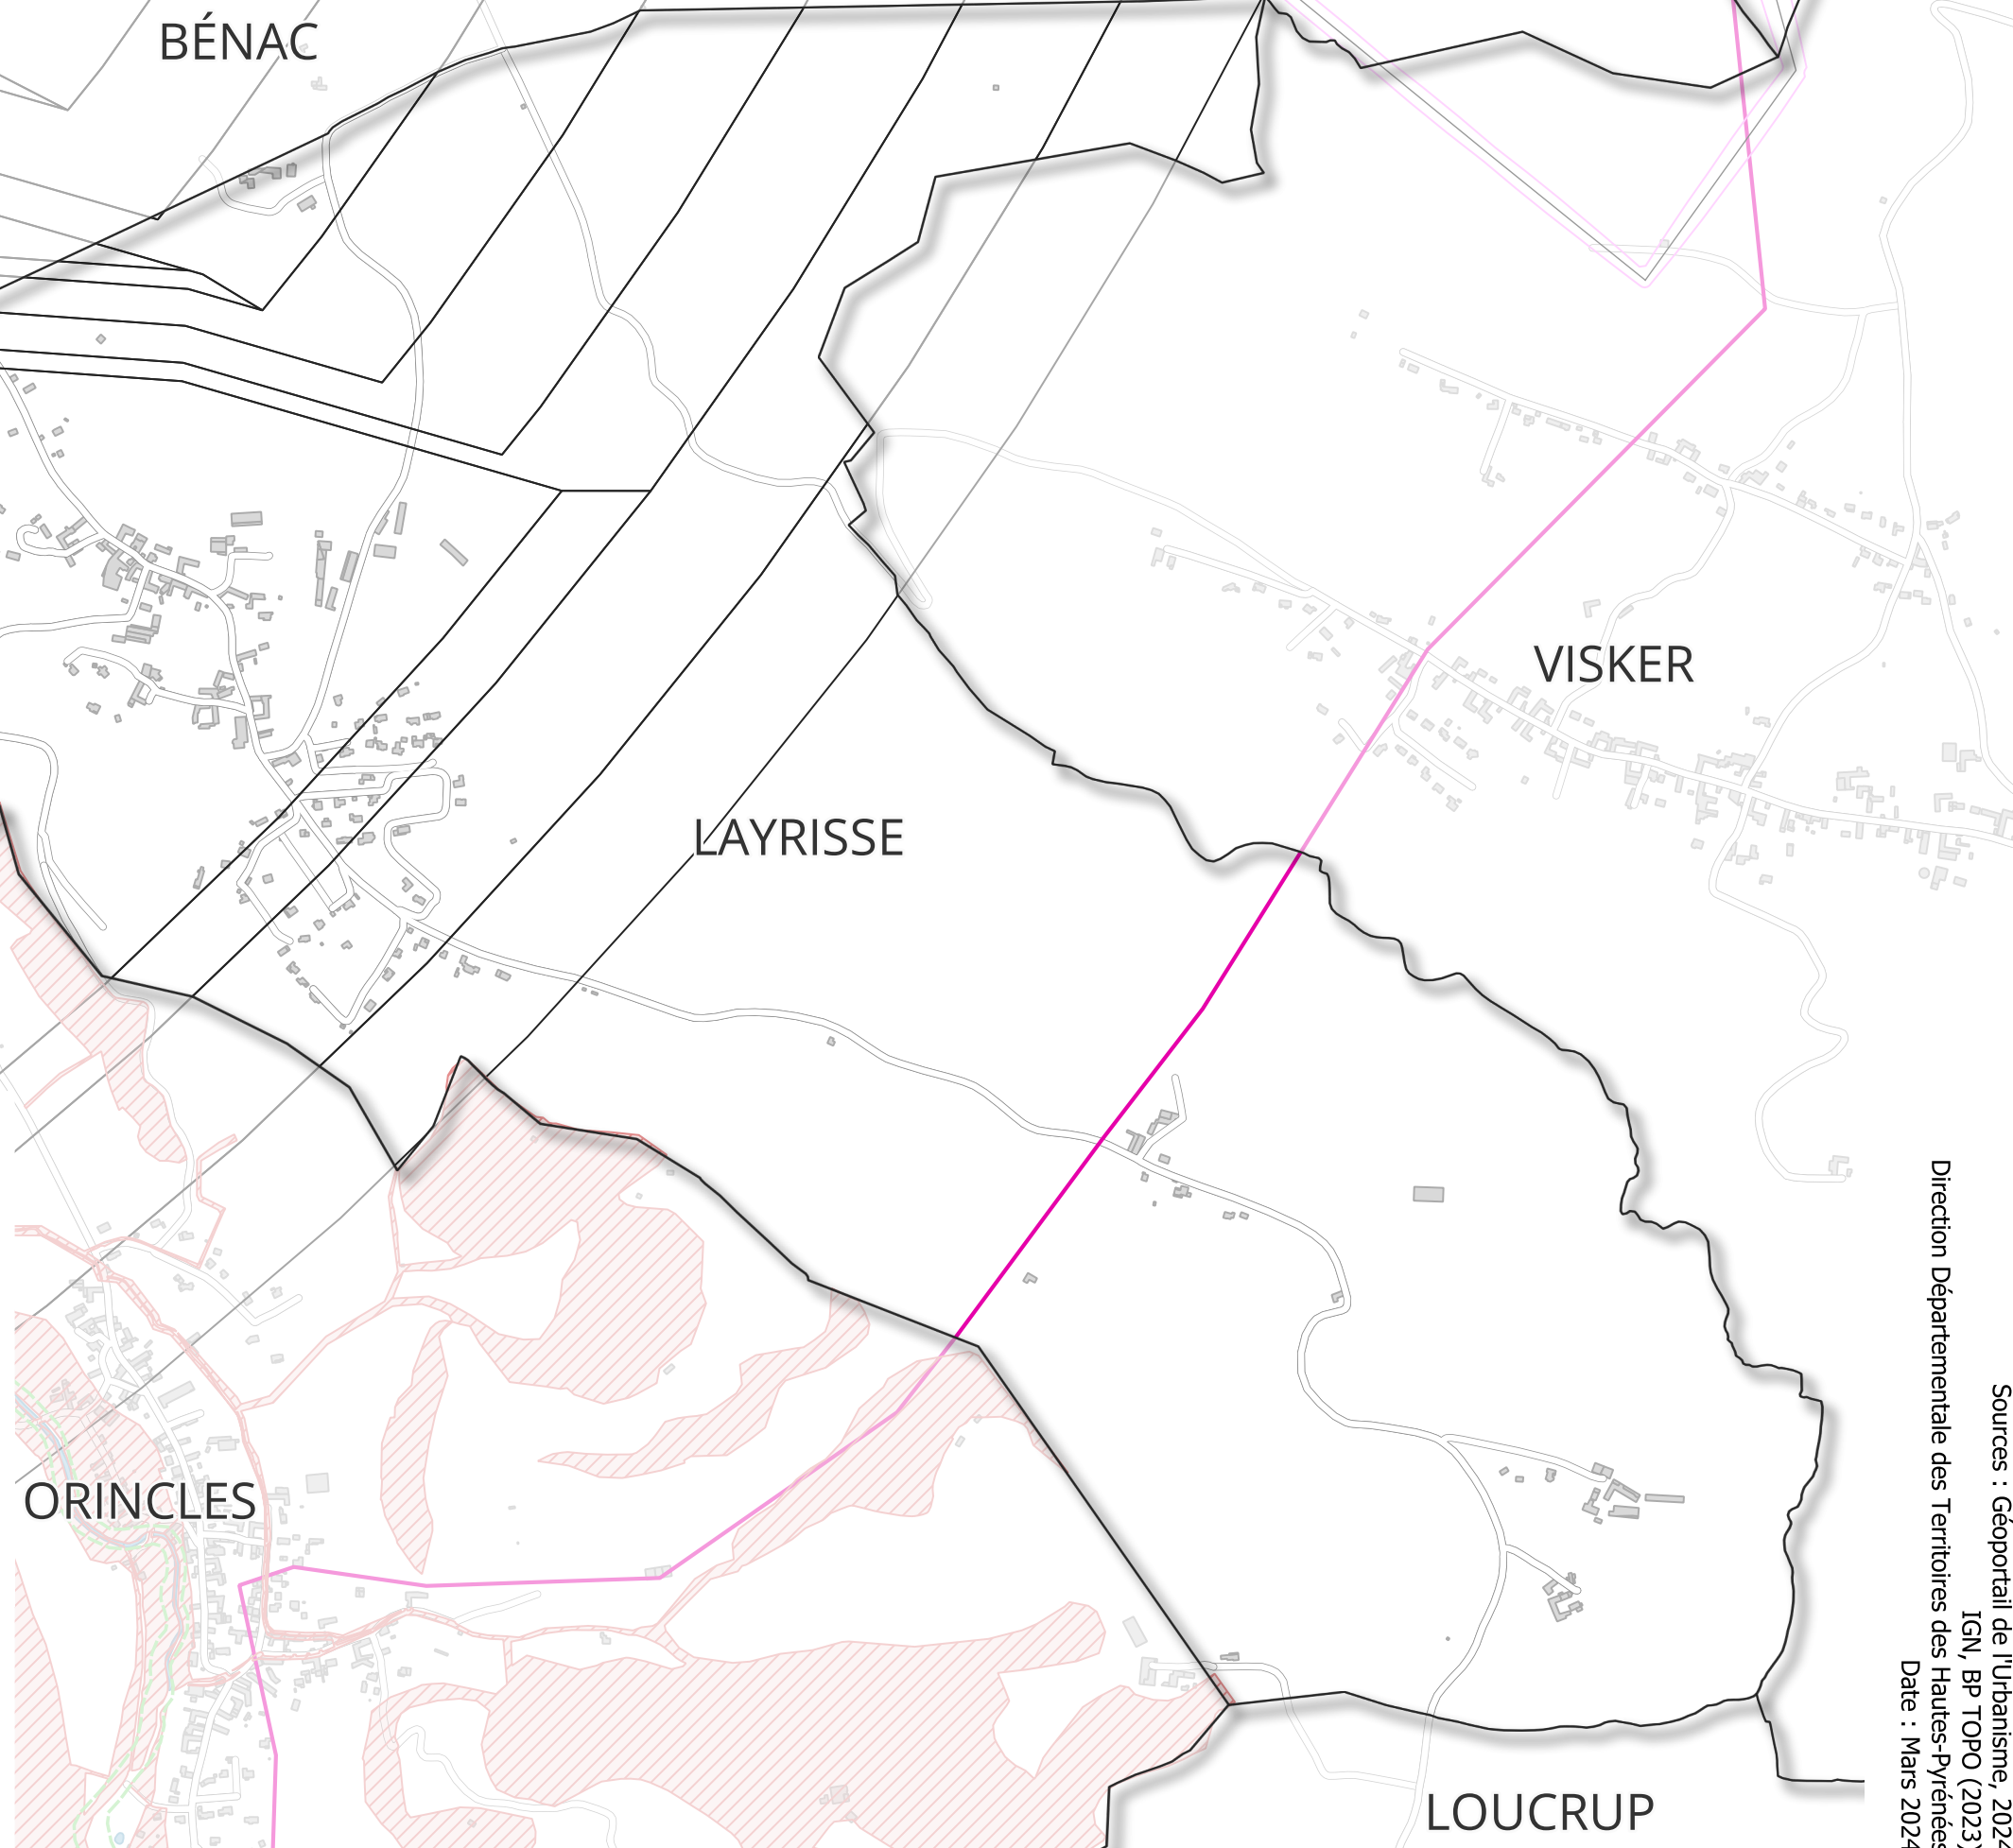 BÉNAC
VISKER
LAYRISSE
ORINCLES
LOUCRUP
Sources : Géoportail de l'Urbanisme, 202
IGN, BP TOPO (2023)
Direction Départementale des Territoires des Hautes-Pyrénées
Date : Mars 2024